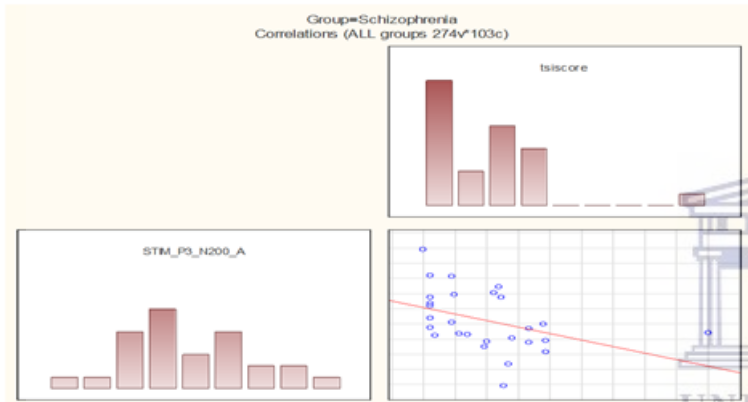 Group=Schizophrenia
Correlations (ALL groups 274v*103c)
tsiscore
STIM_P3_N200_A